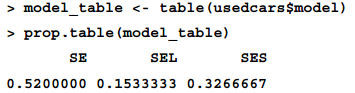 > model_table <- table(usedcars$model)
> prop.table(model_table)
SE SEL SES
0.5200000 0.1533333 0.3266667